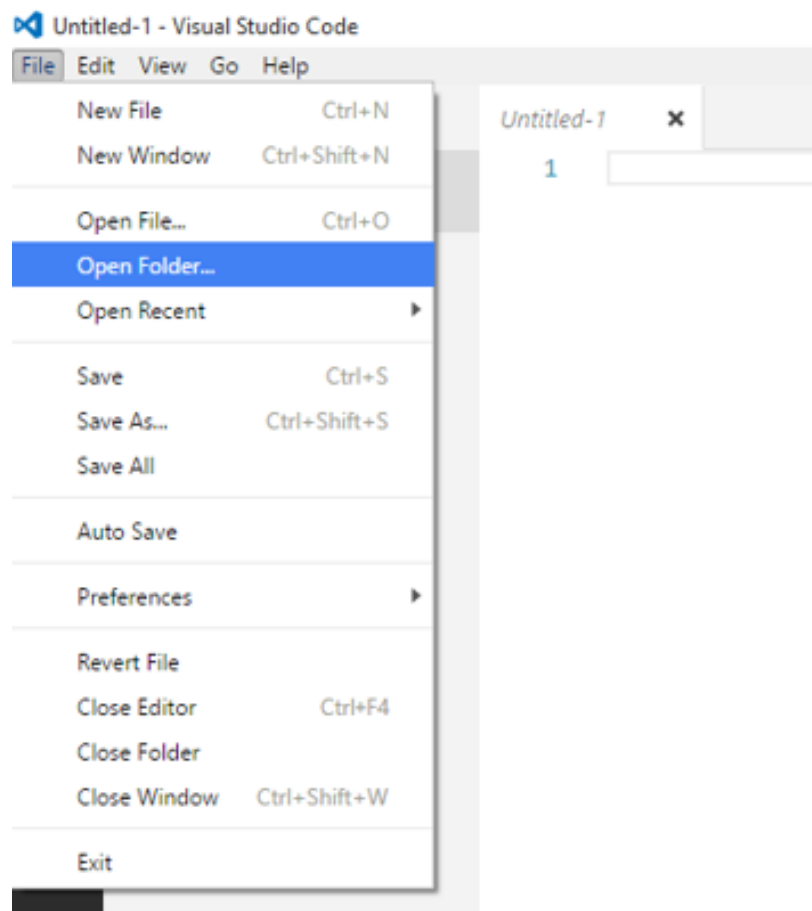 Untitled-1 - Visual Studio Code
File Edit View Go Help
New File Ctrl+N
New Window Ctrl+Shift+N
Open File... Ctrl+O
Open Folder...
Open Recent
Save Ctrl+S
Save As... Ctrl+Shift+S
Save All
Auto Save
Preferences
Revert File
Close Editor Ctrl+F4
Close Folder
Close Window Ctrl+Shift+W
Exit
Untitled-1
1